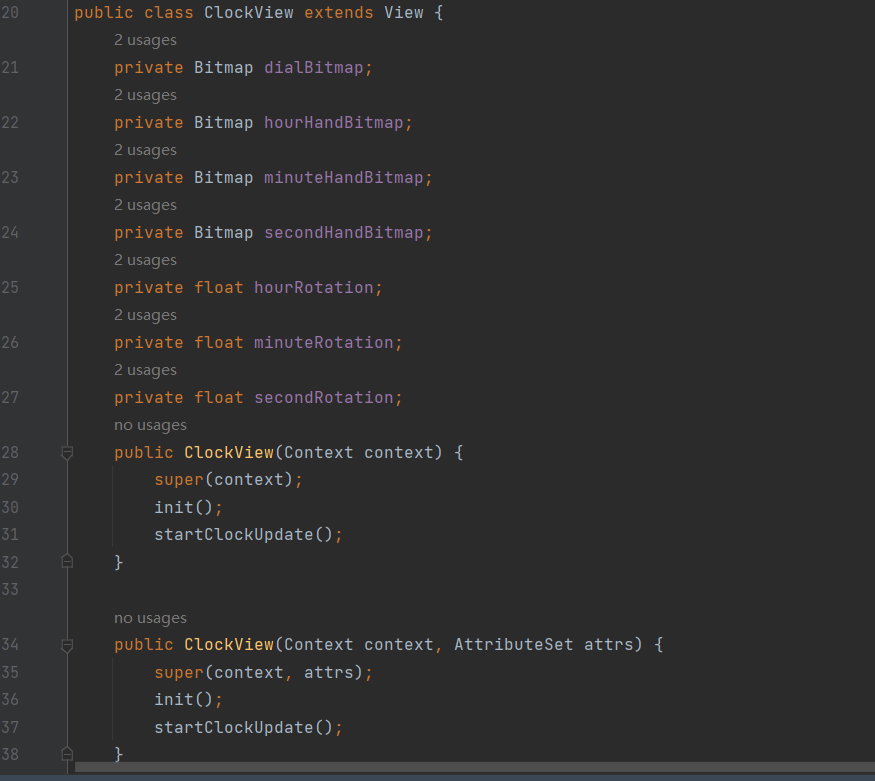 20 public class ClockView extends View {
2 usages
21 private Bitmap dialBitmap;
2 usages
22 private Bitmap hourHandBitmap;
2 usages
23 private Bitmap minuteHandBitmap;
2 usages
24 private Bitmap secondHandBitmap;
2 usages
25 private float hourRotation;
2 usages
26 private float minuteRotation;
2 usages
27 private float secondRotation;
no usages
28 public ClockView(Context context) {
29 super(context);
30 init();
31 startClockUpdate();
32 }
33
no usages
34 public ClockView(Context context, AttributeSet attrs) {
35 super(context, attrs);
36 init();
37 startClockUpdate();
38 }